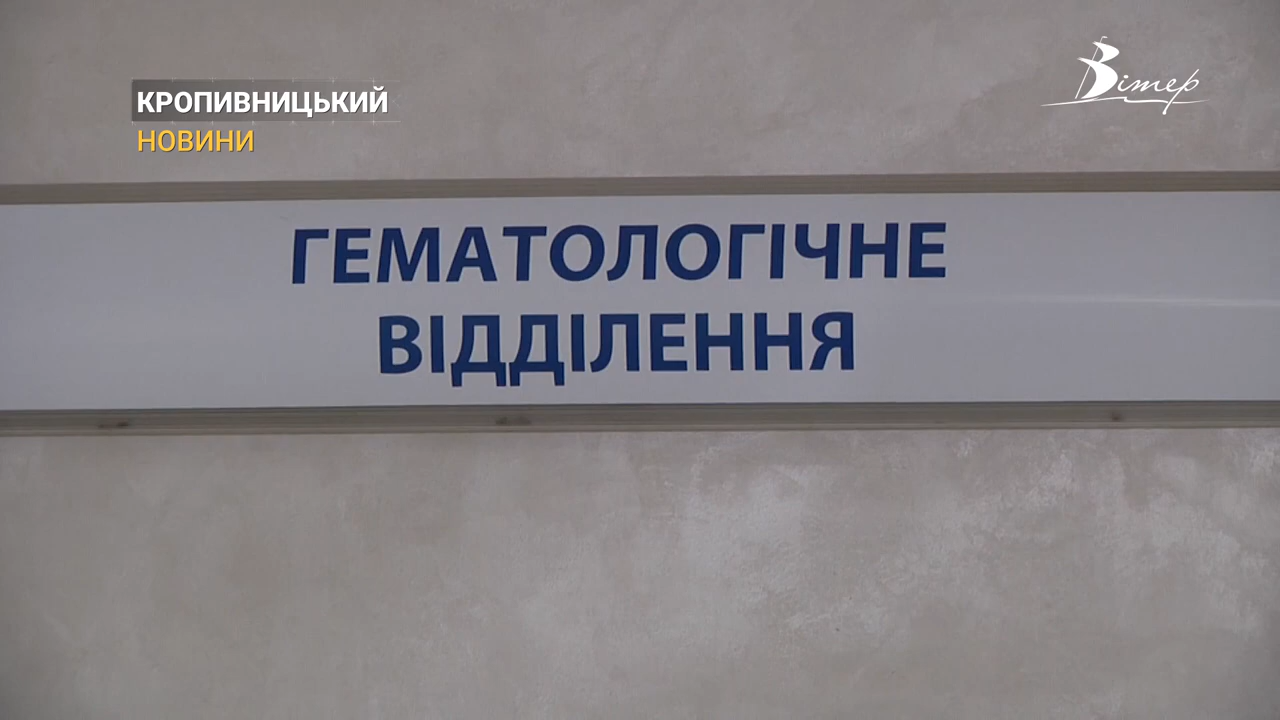 КРОПИВНИЦЬКИЙ
НОВИНИ
Вітер
ГЕМАТОЛОГІЧНЕ
ВІДДІЛЕННЯ